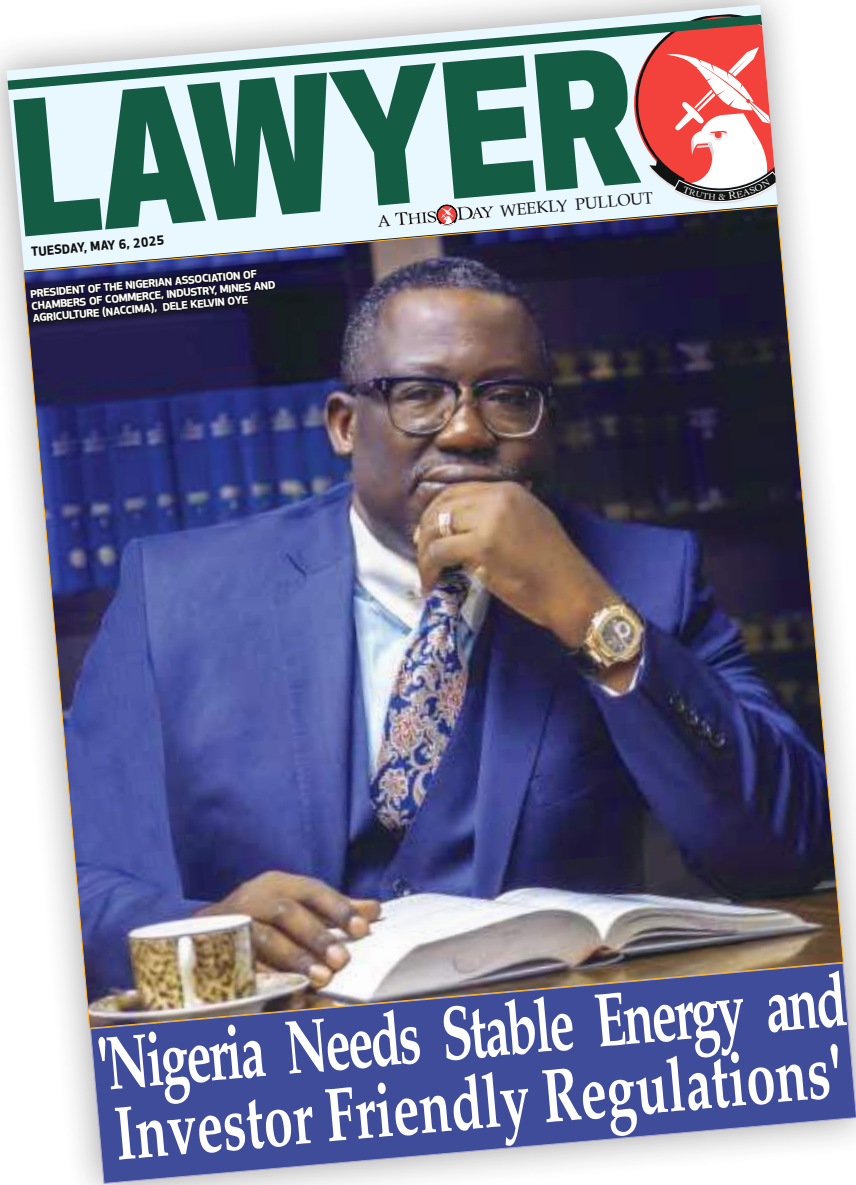 LAWYER
TRUTH & REASON
A THISDAY WEEKLY PULLOUT
TUESDAY, MAY 6, 2025
PRESIDENT OF THE NIGERIAN ASSOCIATION OF
CHAMBERS OF COMMERCE, INDUSTRY, MINES AND
AGRICULTURE (NACCIMA), DELE KELVIN OYE
'Nigeria Needs Stable Energy and
Investor Friendly Regulations'